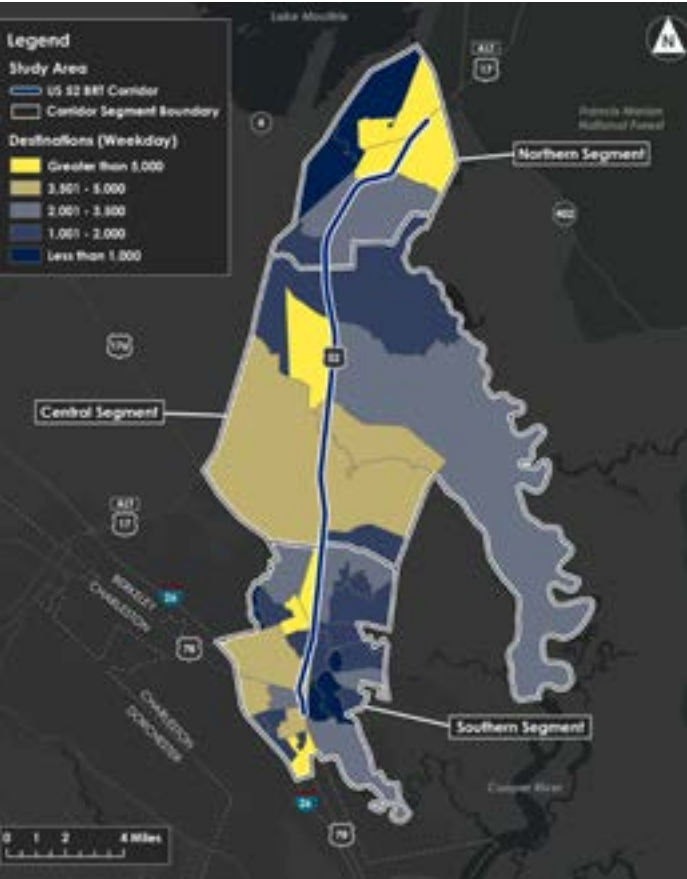 Legend
Study Area
US 52 BRT Corridor
Corridor Segment Boundary
Destinations (Weekday)
Greater than 5,000
3,501 - 5,000
2,001 - 3,500
1,001 - 2,000
Less than 1,000
Lake Moultrie
N
ALT
17
6
Francis Marion
National Forest
Northern Segment
402
176
52
Central Segment
ALT
17
BERKELEY
CHARLESTON
26
78
CHARLESTON
DORCHESTER
Southern Segment
Cooper River
26
78
0 1 2 4 Miles